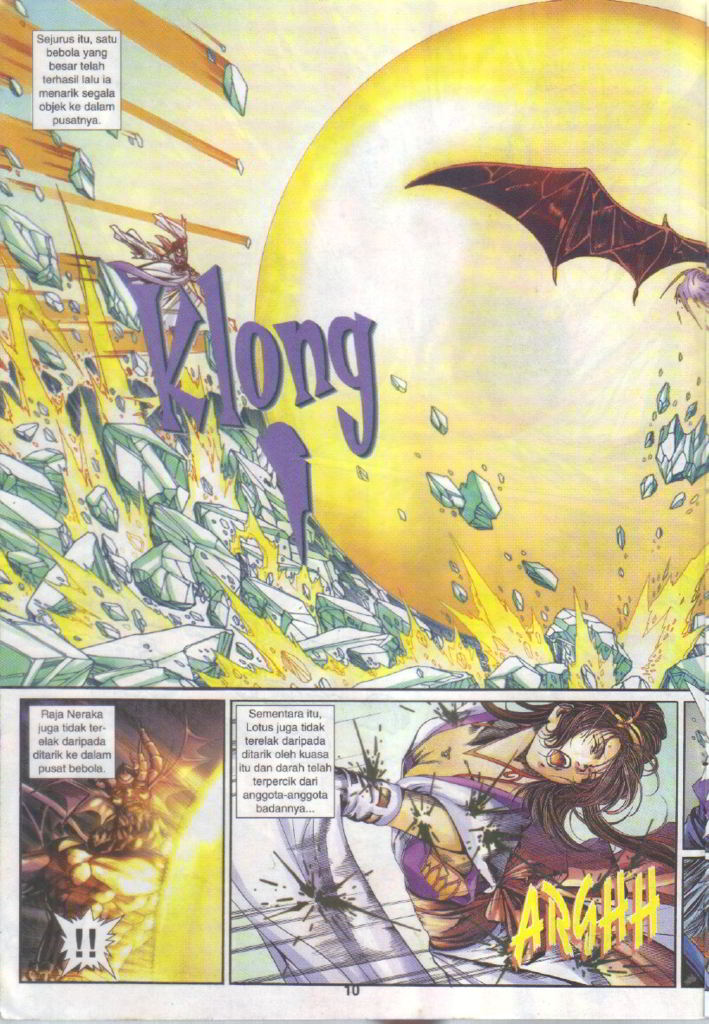 Sejurus itu, satu
bebola yang
besar telah
terhasil lalu ia
menarik segala
objek ke dalam
pusatnya.
Klong
!
Raja Neraka
juga tidak ter-
elak daripada
ditarik ke dalam
pusat bebola.
!!
Sementara itu,
Lotus juga tidak
terelak daripada
ditarik oleh kuasa
itu dan darah telah
terpercik dari
anggota-anggota
badannya...
ARGHH
10